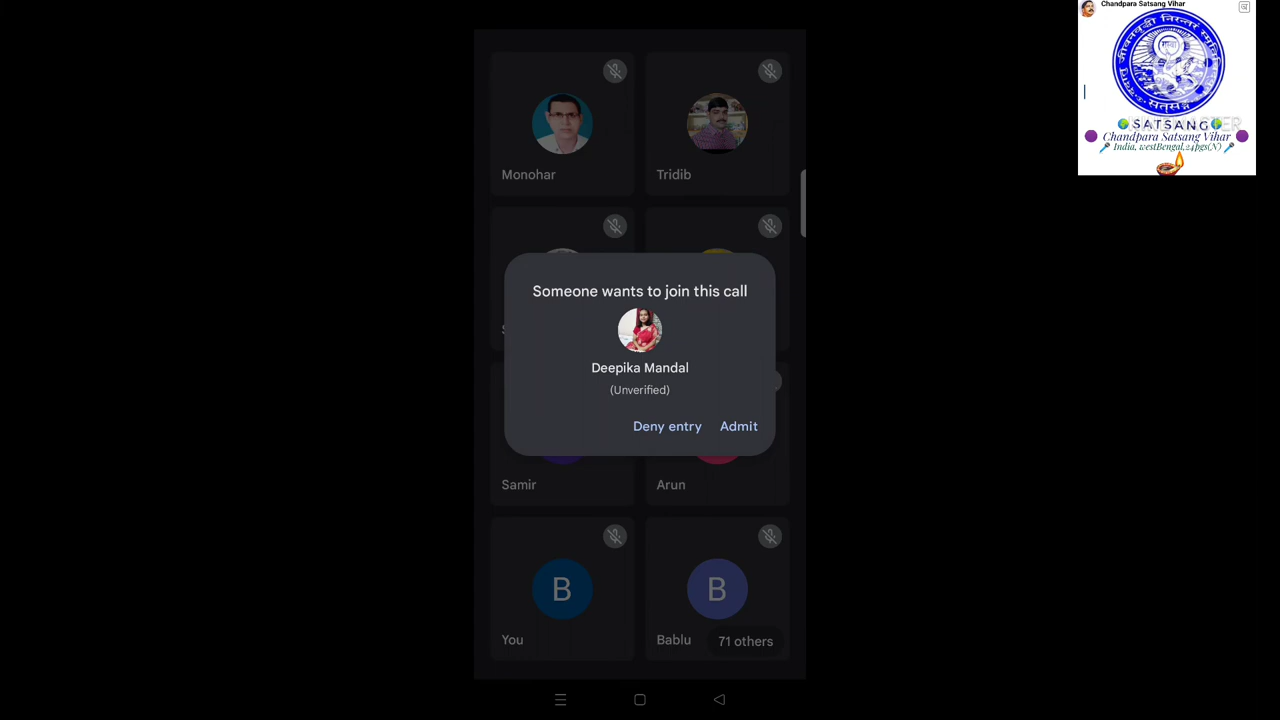 Chandpara Satsang Vihar
SATSANG
Chandpara Satsang Vihar
India, westBengal,24pgs(N)
Monohar
Tridib
Someone wants to join this call
Deepika Mandal
(Unverified)
Deny entry Admit
Samir
Arun
B
B
You
Bablu
71 others